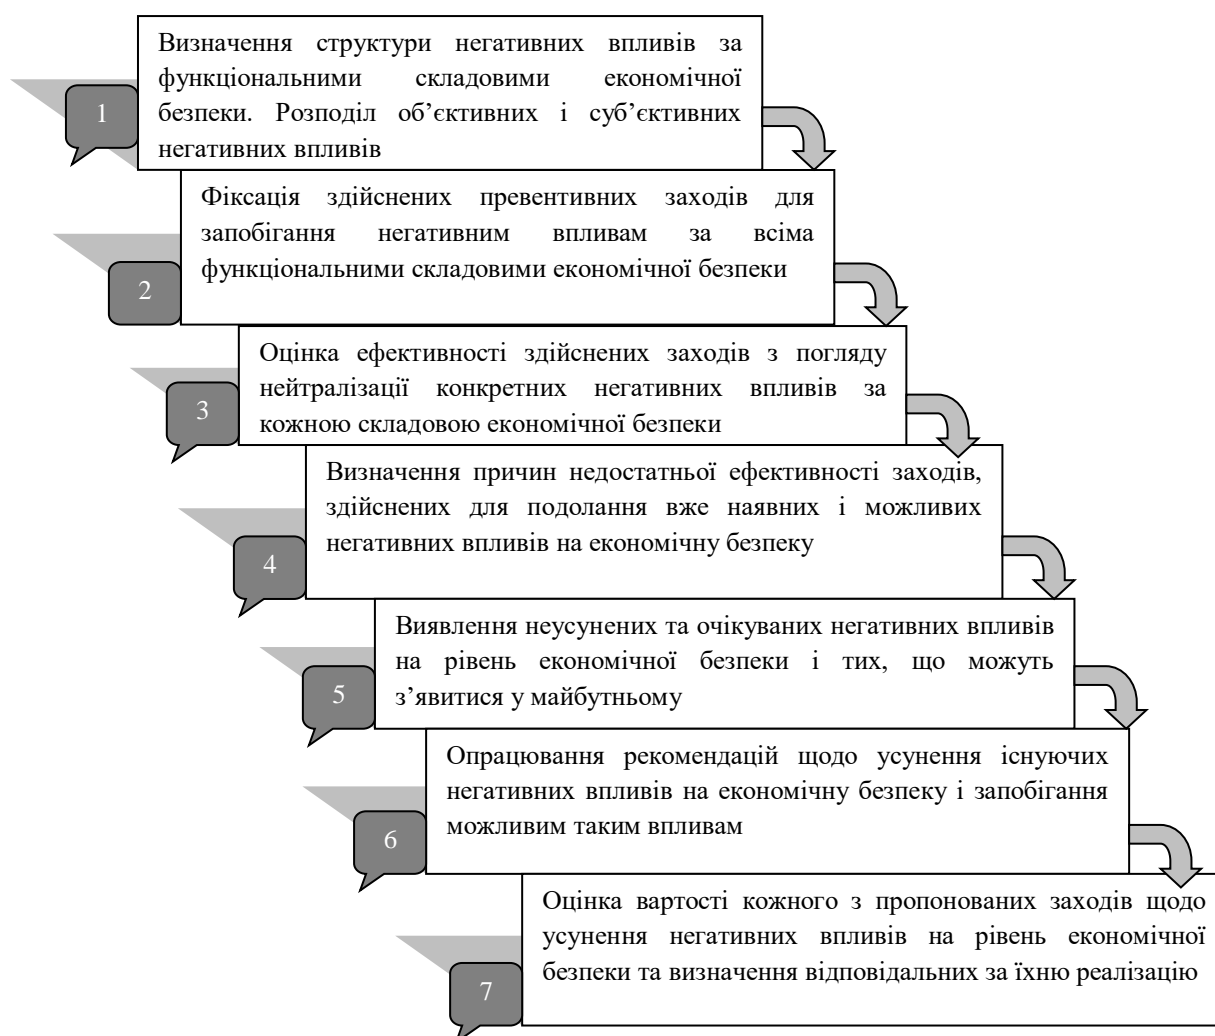 Визначення структури негативних впливів за
функціональними складовими економічної
безпеки. Розподіл об’єктивних і суб’єктивних
негативних впливів
1
Фіксація здійснених превентивних заходів для
запобігання негативним впливам за всіма
функціональними складовими економічної безпеки
2
Оцінка ефективності здійснених заходів з погляду
нейтралізації конкретних негативних впливів за
кожною складовою економічної безпеки
3
Визначення причин недостатньої ефективності заходів,
здійснених для подолання вже наявних і можливих
негативних впливів на економічну безпеку
4
Виявлення неусунених та очікуваних негативних впливів
на рівень економічної безпеки і тих, що можуть
з’явитися у майбутньому
5
Опрацювання рекомендацій щодо усунення існуючих
негативних впливів на економічну безпеку і запобігання
можливим таким впливам
6
Оцінка вартості кожного з пропонованих заходів щодо
усунення негативних впливів на рівень економічної
безпеки та визначення відповідальних за їхню реалізацію
7